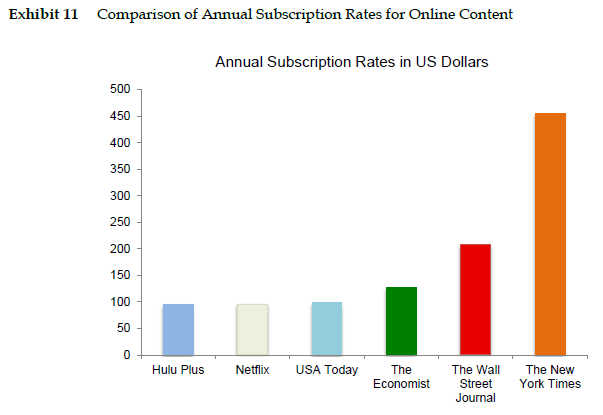 Exhibit 11 Comparison of Annual Subscription Rates for Online Content
Annual Subscription Rates in US Dollars
500
450
400
350
300
250
200
150
100
50
0
Hulu Plus Netflix USA Today The The Wall The New
Economist Street York Times
Journal